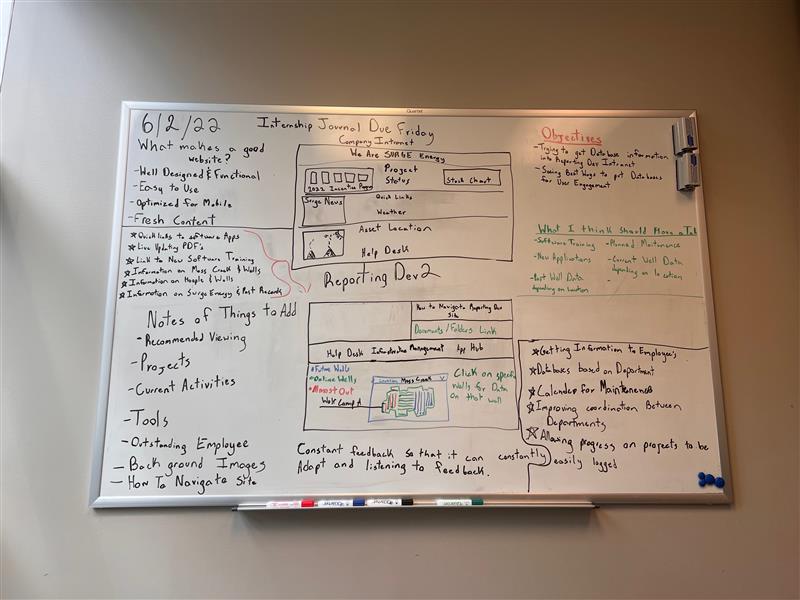 Quartet
6/2/22
Internship Journal Due Friday
What makes a good
website?
-Well Designed & Functional
-Easy to Use
-Optimized for Mobile
-Fresh Content
Quick links to software Apps
Live Updating PDF's
Link to New Software Training
Information on Moss Creek & Wells
Information on People & Wells
Information on Surge Energy & Past Records
Notes of Things to Add
-Recommended Viewing
-Projects
-Current Activities
-Tools
-Outstanding Employee
-Back ground Images
-How To Navigate Site
Company Intranet
We Are SURGE Energy
2022 Incentive
Project
Status
Stock Chart
Surge News
Quick Links
Weather
Asset Location
Help Desk
Reporting Dev2
How to Navigate Reporting Dev
Site
Documents/Folders Link
Help Desk Infrastructure Management App Hub
Future Wells
Online Wells
Almost Out
Well Camp A
Location Moss Creek V
Click on specific
Wells for Data
on that well
Constant feedback so that it can constantly
Adapt and listening to feedback.
Objectives
-Trying to get Database information
into Reporting Dev Intranet
-Seeing Best Ways to put Databases
for User Engagement
What I think Should Have a Tab
-Software Training
-New Applications
-Past Well Data
depending on location
-Planned Maintenance
-Current Well Data
depending on location
Getting Information to Employee's
Databases based on Department
Calender for Maintenence
Improving coordination Between
Departments
Allowing progress on projects to be
easily logged